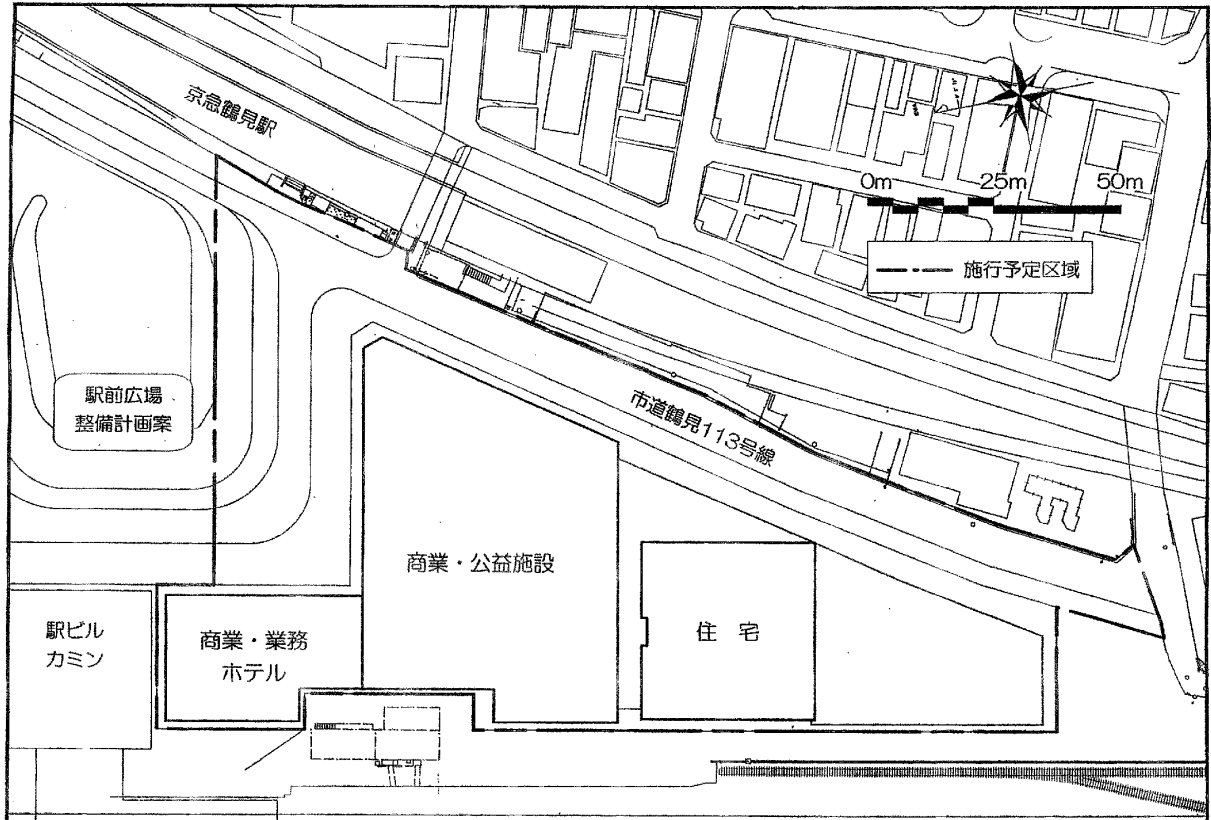 京急鶴見駅
0m 25m 50m
施行予定区域
駅前広場
整備計画案
市道鶴見113号線
商業・公益施設
駅ビル
カミン
商業・業務
ホテル
住 宅